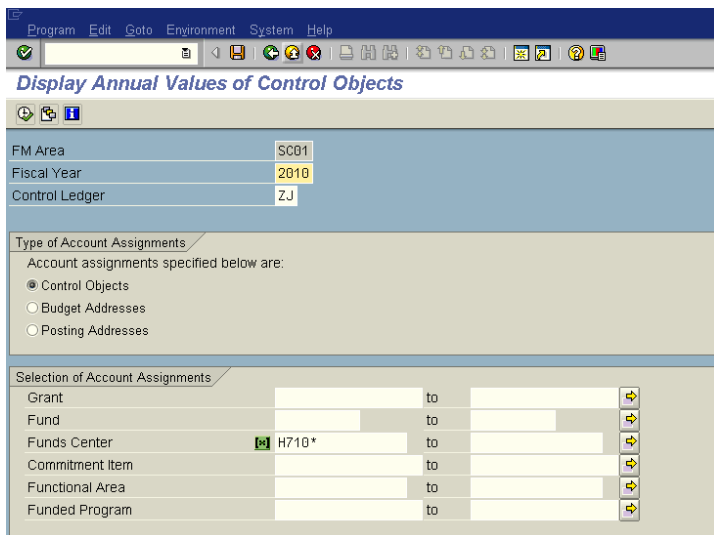 Program Edit Goto Environment System Help
Display Annual Values of Control Objects
FM Area SC01
Fiscal Year 2010
Control Ledger ZJ
Type of Account Assignments
Account assignments specified below are:
Control Objects
Budget Addresses
Posting Addresses
Selection of Account Assignments
Grant to
Fund to
Funds Center H710* to
Commitment Item to
Functional Area to
Funded Program to